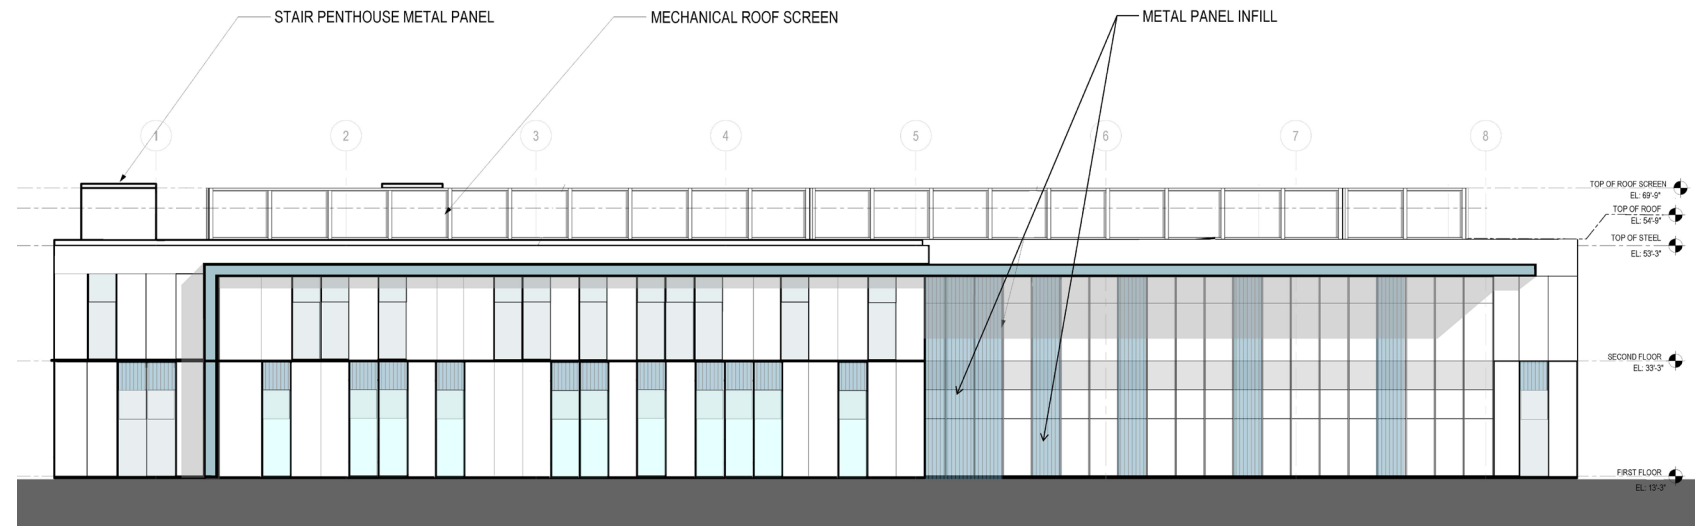 STAIR PENTHOUSE METAL PANEL
MECHANICAL ROOF SCREEN
METAL PANEL INFILL
1
2
3
4
5
6
7
8
TOP OF ROOF SCREEN
EL: 69'-9"
TOP OF ROOF
EL: 54'-9"
TOP OF STEEL
EL: 53'-3"
SECOND FLOOR
EL: 33'-3"
FIRST FLOOR
EL: 13'-3"